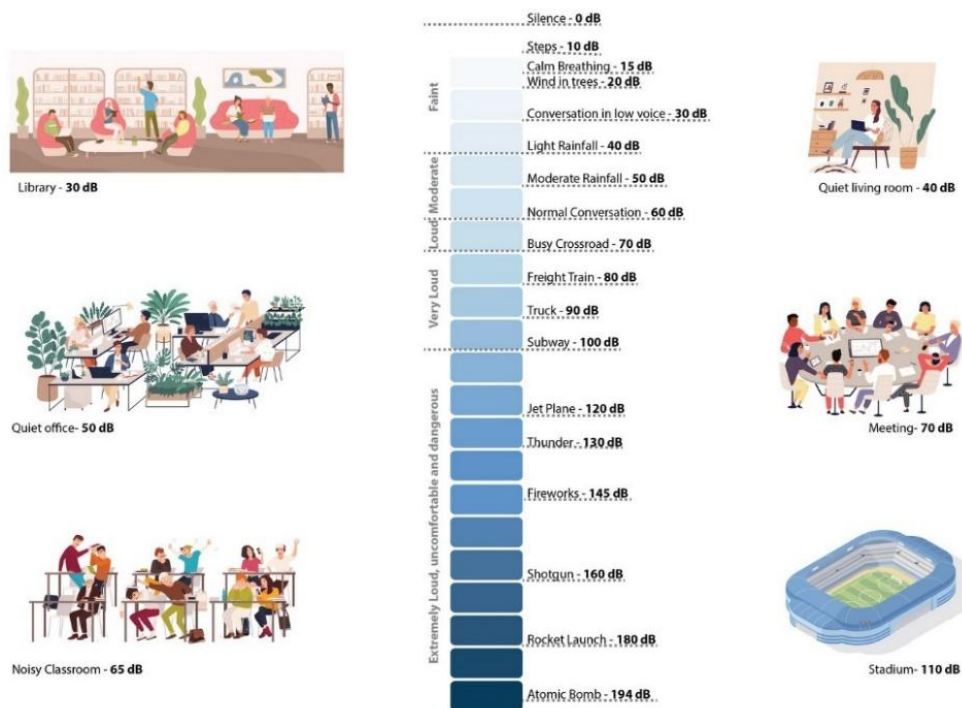 Silence - 0 dB
Steps - 10 dB
Calm Breathing - 15 dB
Wind in trees - 20 dB
Conversation in low voice - 30 dB
Light Rainfall - 40 dB
Moderate Rainfall - 50 dB
Normal Conversation - 60 dB
Busy Crossroad - 70 dB
Freight Train - 80 dB
Truck - 90 dB
Subway - 100 dB
Jet Plane - 120 dB
Thunder - 130 dB
Fireworks - 145 dB
Shotgun - 160 dB
Rocket Launch - 180 dB
Atomic Bomb - 194 dB
Faint
Moderate
Loud
Very Loud
Extremely Loud, uncomfortable and dangerous
Library - 30 dB
Quiet office- 50 dB
Noisy Classroom - 65 dB
Quiet living room - 40 dB
Meeting- 70 dB
Stadium- 110 dB